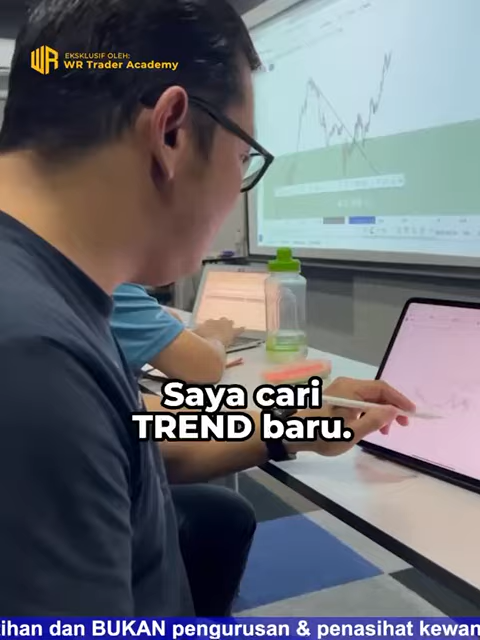 EKSKLUSIF OLEH:
WR Trader Academy
Saya cari
TREND baru.
ihan dan BUKAN pengurusan & penasihat kewan